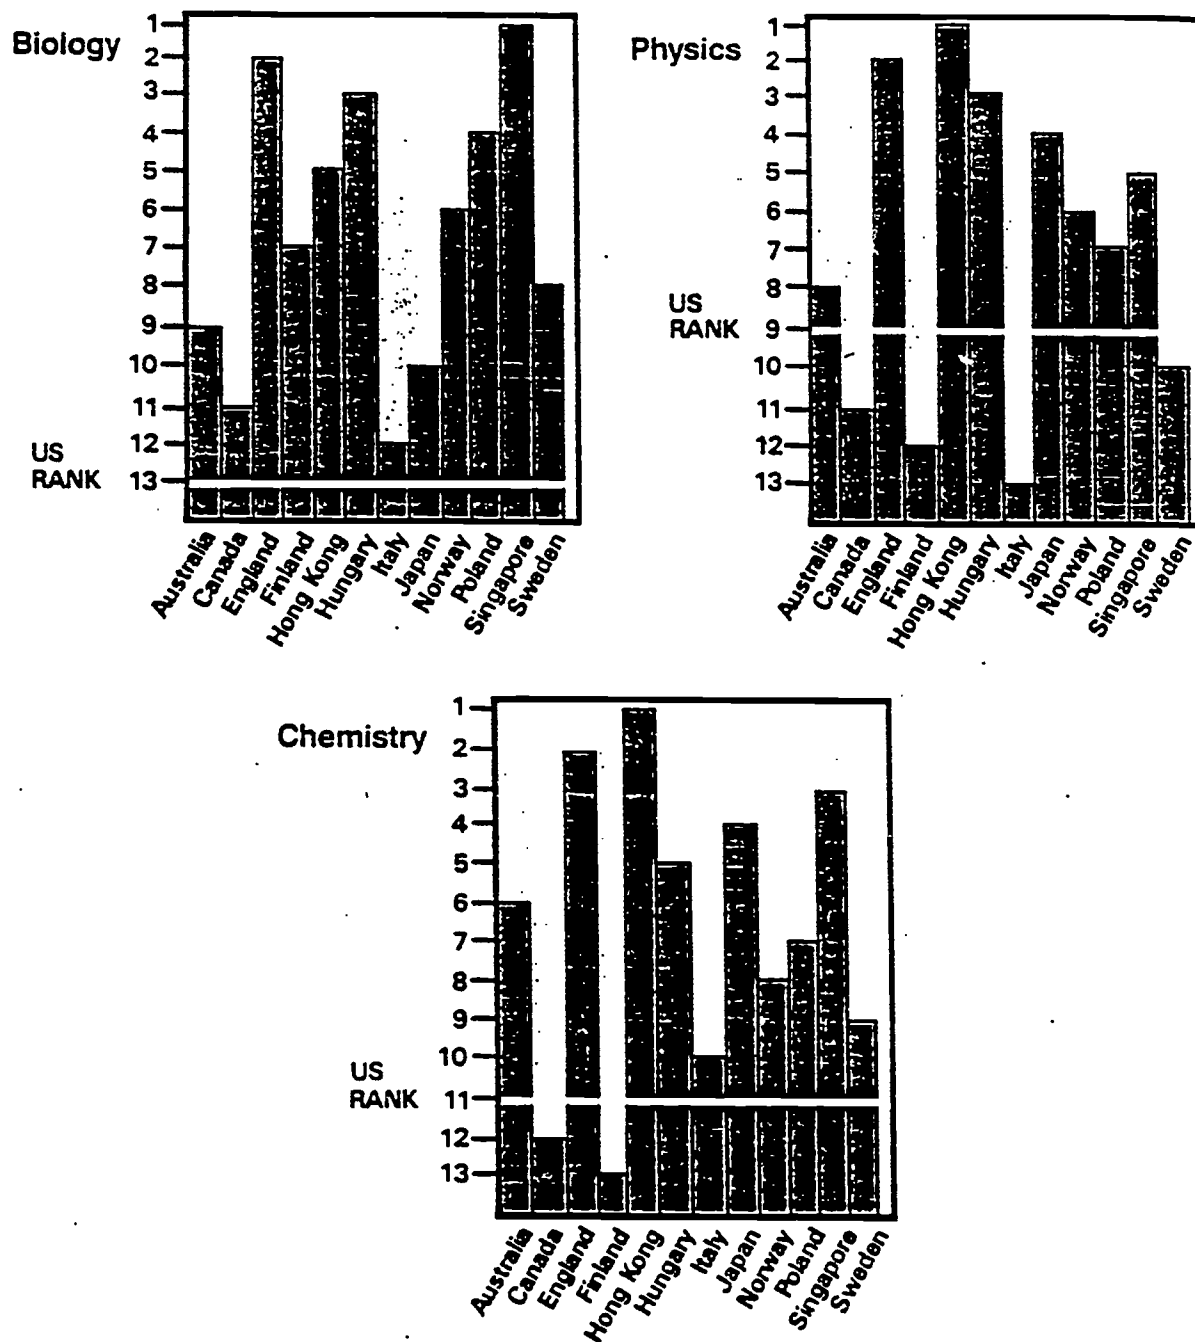 Biology
1
2
3
4
5
6
7
8
9
10
11
12
US
RANK
13
Australia
Canada
England
Finland
Hong Kong
Hungary
Italy
Japan
Norway
Poland
Singapore
Sweden
Physics
1
2
3
4
5
6
7
8
US
RANK
9
10
11
12
13
Australia
Canada
England
Finland
Hong Kong
Hungary
Italy
Japan
Norway
Poland
Singapore
Sweden
Chemistry
1
2
3
4
5
6
7
8
9
10
US
RANK
11
12
13
Australia
Canada
England
Finland
Hong Kong
Hungary
Italy
Japan
Norway
Poland
Singapore
Sweden